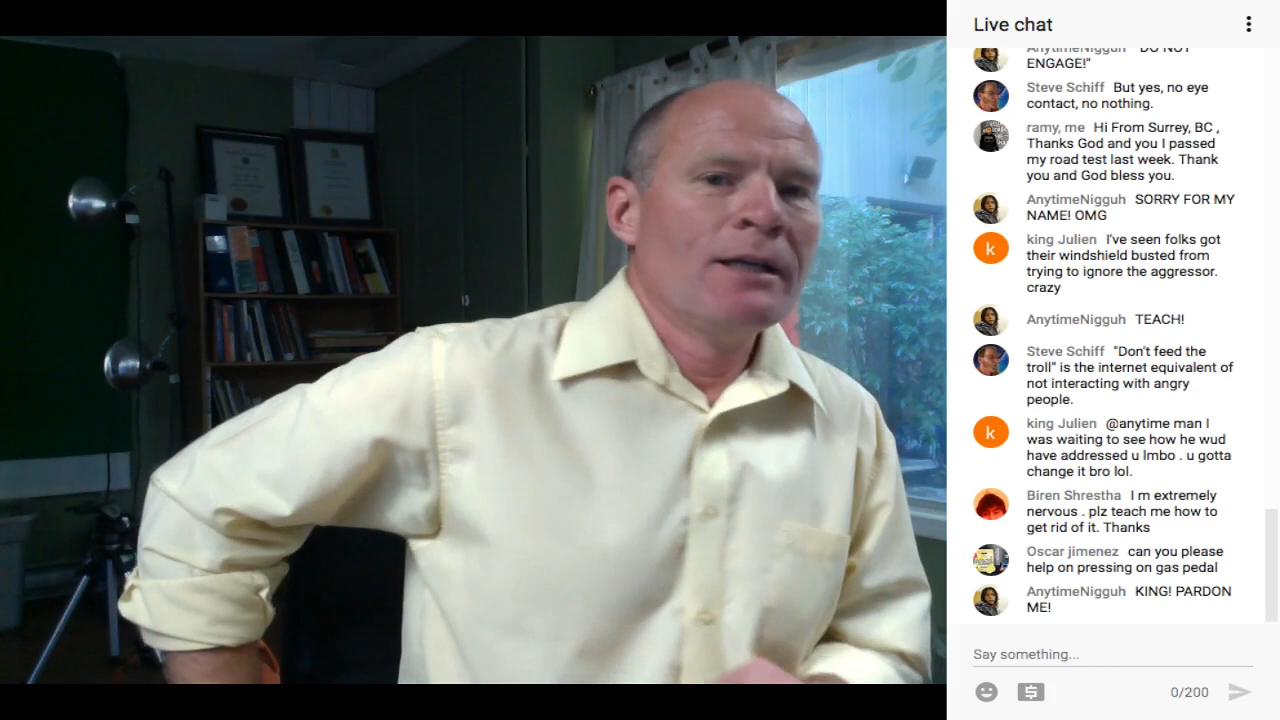 Live chat
AnytimeNigguh "DO NOT
ENGAGE!"
Steve Schiff But yes, no eye
contact, no nothing.
ramy, me Hi From Surrey, BC ,
Thanks God and you I passed
my road test last week. Thank
you and God bless you.
AnytimeNigguh SORRY FOR MY
NAME! OMG
king Julien I've seen folks got
their windshield busted from
trying to ignore the aggressor.
crazy
AnytimeNigguh TEACH!
Steve Schiff "Don't feed the
troll" is the internet equivalent of
not interacting with angry
people.
k
king Julien @anytime man I
was waiting to see how he wud
have addressed u lmbo . u gotta
change it bro lol.
k
Biren Shrestha I m extremely
nervous . plz teach me how to
get rid of it. Thanks
Oscar jimenez can you please
help on pressing on gas pedal
AnytimeNigguh KING! PARDON
ME!
Say something...
0/200